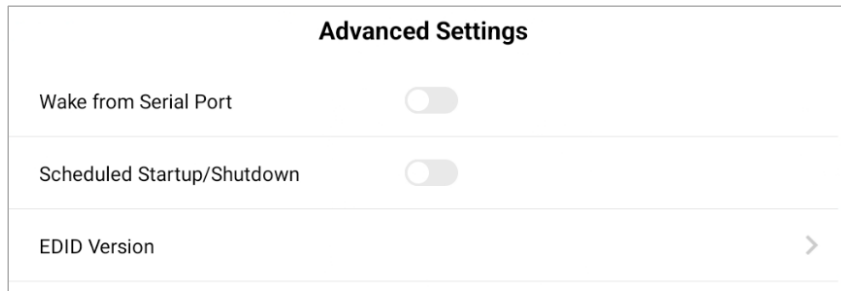 Advanced Settings
Wake from Serial Port
Scheduled Startup/Shutdown
EDID Version